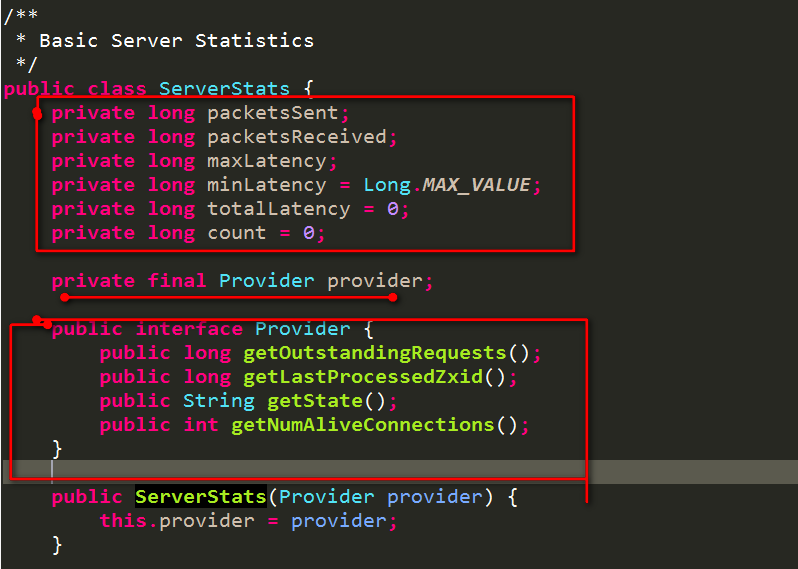 /**
 * Basic Server Statistics
 */
public class ServerStats {
    private long packetsSent;
    private long packetsReceived;
    private long maxLatency;
    private long minLatency = Long.MAX_VALUE;
    private long totalLatency = 0;
    private long count = 0;
    private final Provider provider;
    public interface Provider {
        public long getOutstandingRequests();
        public long getLastProcessedZxid();
        public String getState();
        public int getNumAliveConnections();
    }
    public ServerStats(Provider provider) {
        this.provider = provider;
    }